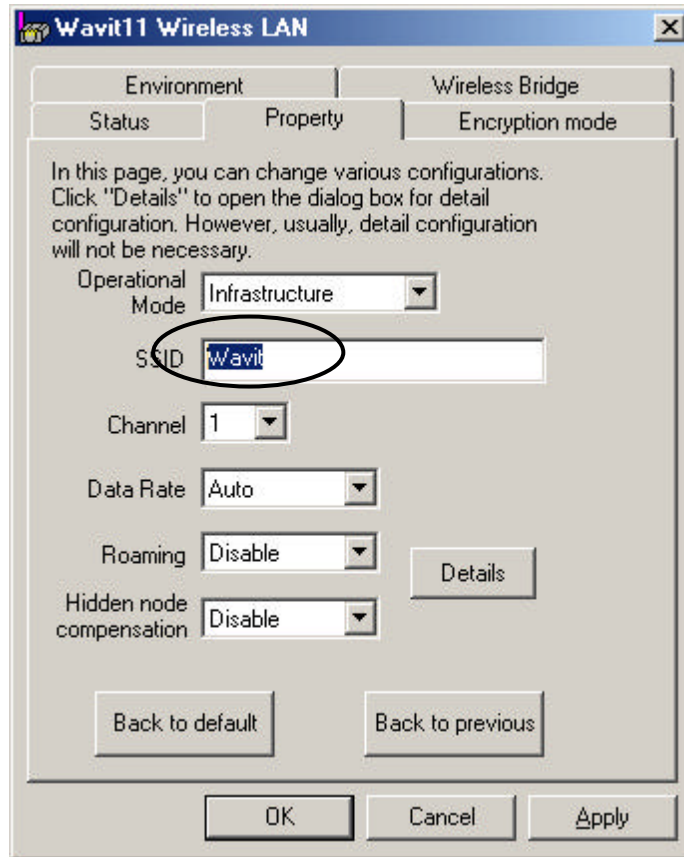 Wavit11 Wireless LAN
Environment Wireless Bridge
Status Property Encryption mode
In this page, you can change various configurations.
Click "Details" to open the dialog box for detail
configuration. However, usually, detail configuration
will not be necessary.
Operational
Mode Infrastructure
SSID Wavit
Channel 1
Data Rate Auto
Roaming Disable
Details
Hidden node
compensation Disable
Back to default Back to previous
OK Cancel Apply